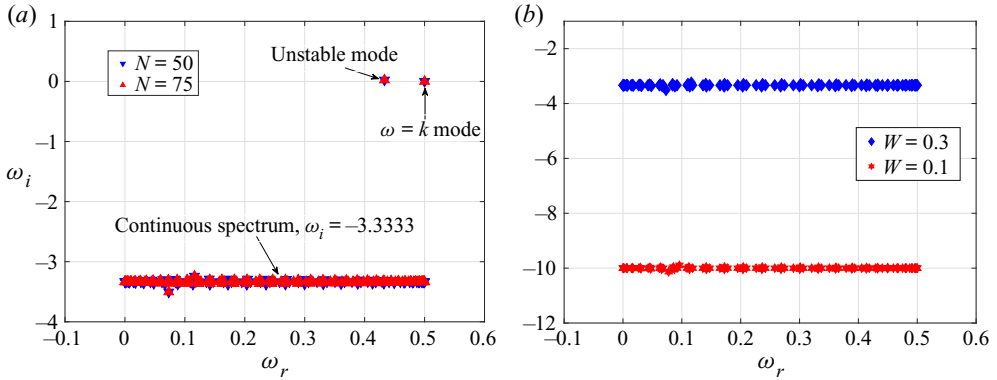 (a)
1
0
−1
−2
−3
−4
ω_i
N = 50
N = 75
Unstable mode
ω = k mode
Continuous spectrum, ω_i = −3.3333
−0.1 0 0.1 0.2 0.3 0.4 0.5 0.6
ω_r
(b)
−2
−4
−6
−8
−10
−12
W = 0.3
W = 0.1
−0.1 0 0.1 0.2 0.3 0.4 0.5 0.6
ω_r